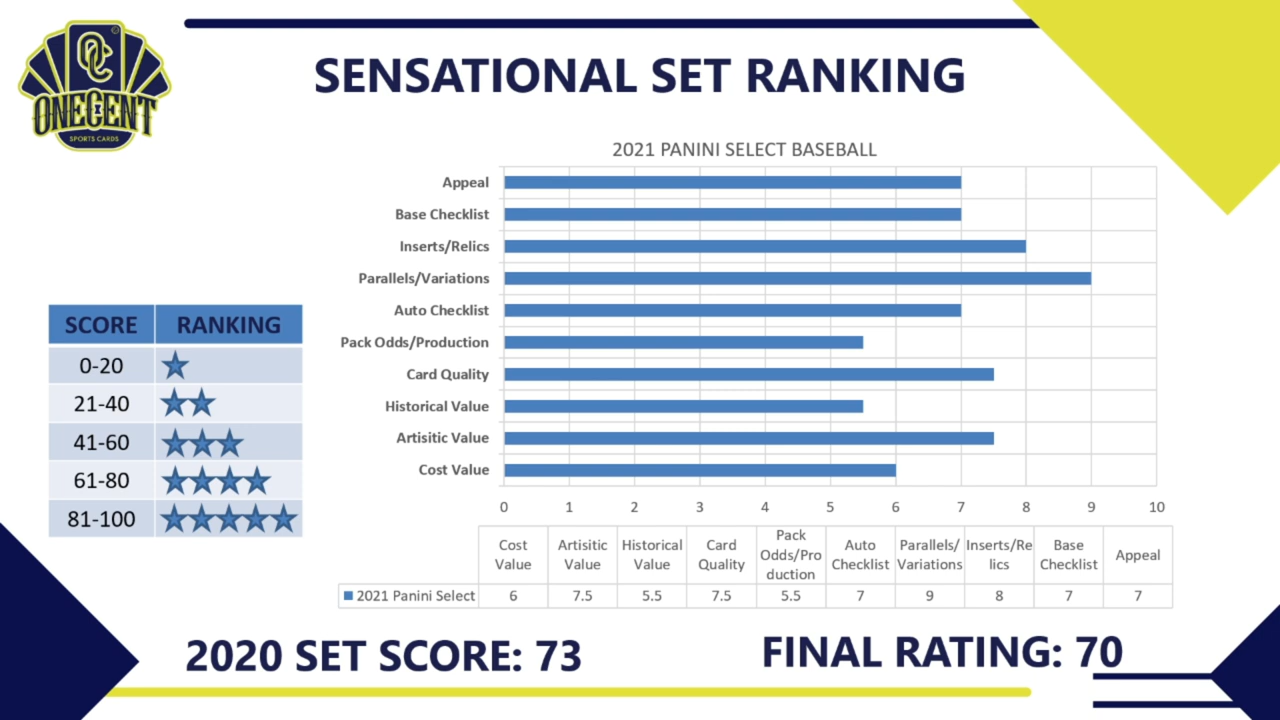 OC
ONECENT
SPORTS CARDS
SENSATIONAL SET RANKING
2021 PANINI SELECT BASEBALL
Appeal
Base Checklist
Inserts/Relics
Parallels/Variations
Auto Checklist
Pack Odds/Production
Card Quality
Historical Value
Artisitic Value
Cost Value
0 1 2 3 4 5 6 7 8 9 10
SCORE RANKING
0-20
21-40
41-60
61-80
81-100
Cost Value Artisitic Value Historical Value Card Quality Pack Odds/Production Auto Checklist Parallels/Variations Inserts/Relics Base Checklist Appeal
2021 Panini Select 6 7.5 5.5 7.5 5.5 7 9 8 7 7
2020 SET SCORE: 73
FINAL RATING: 70